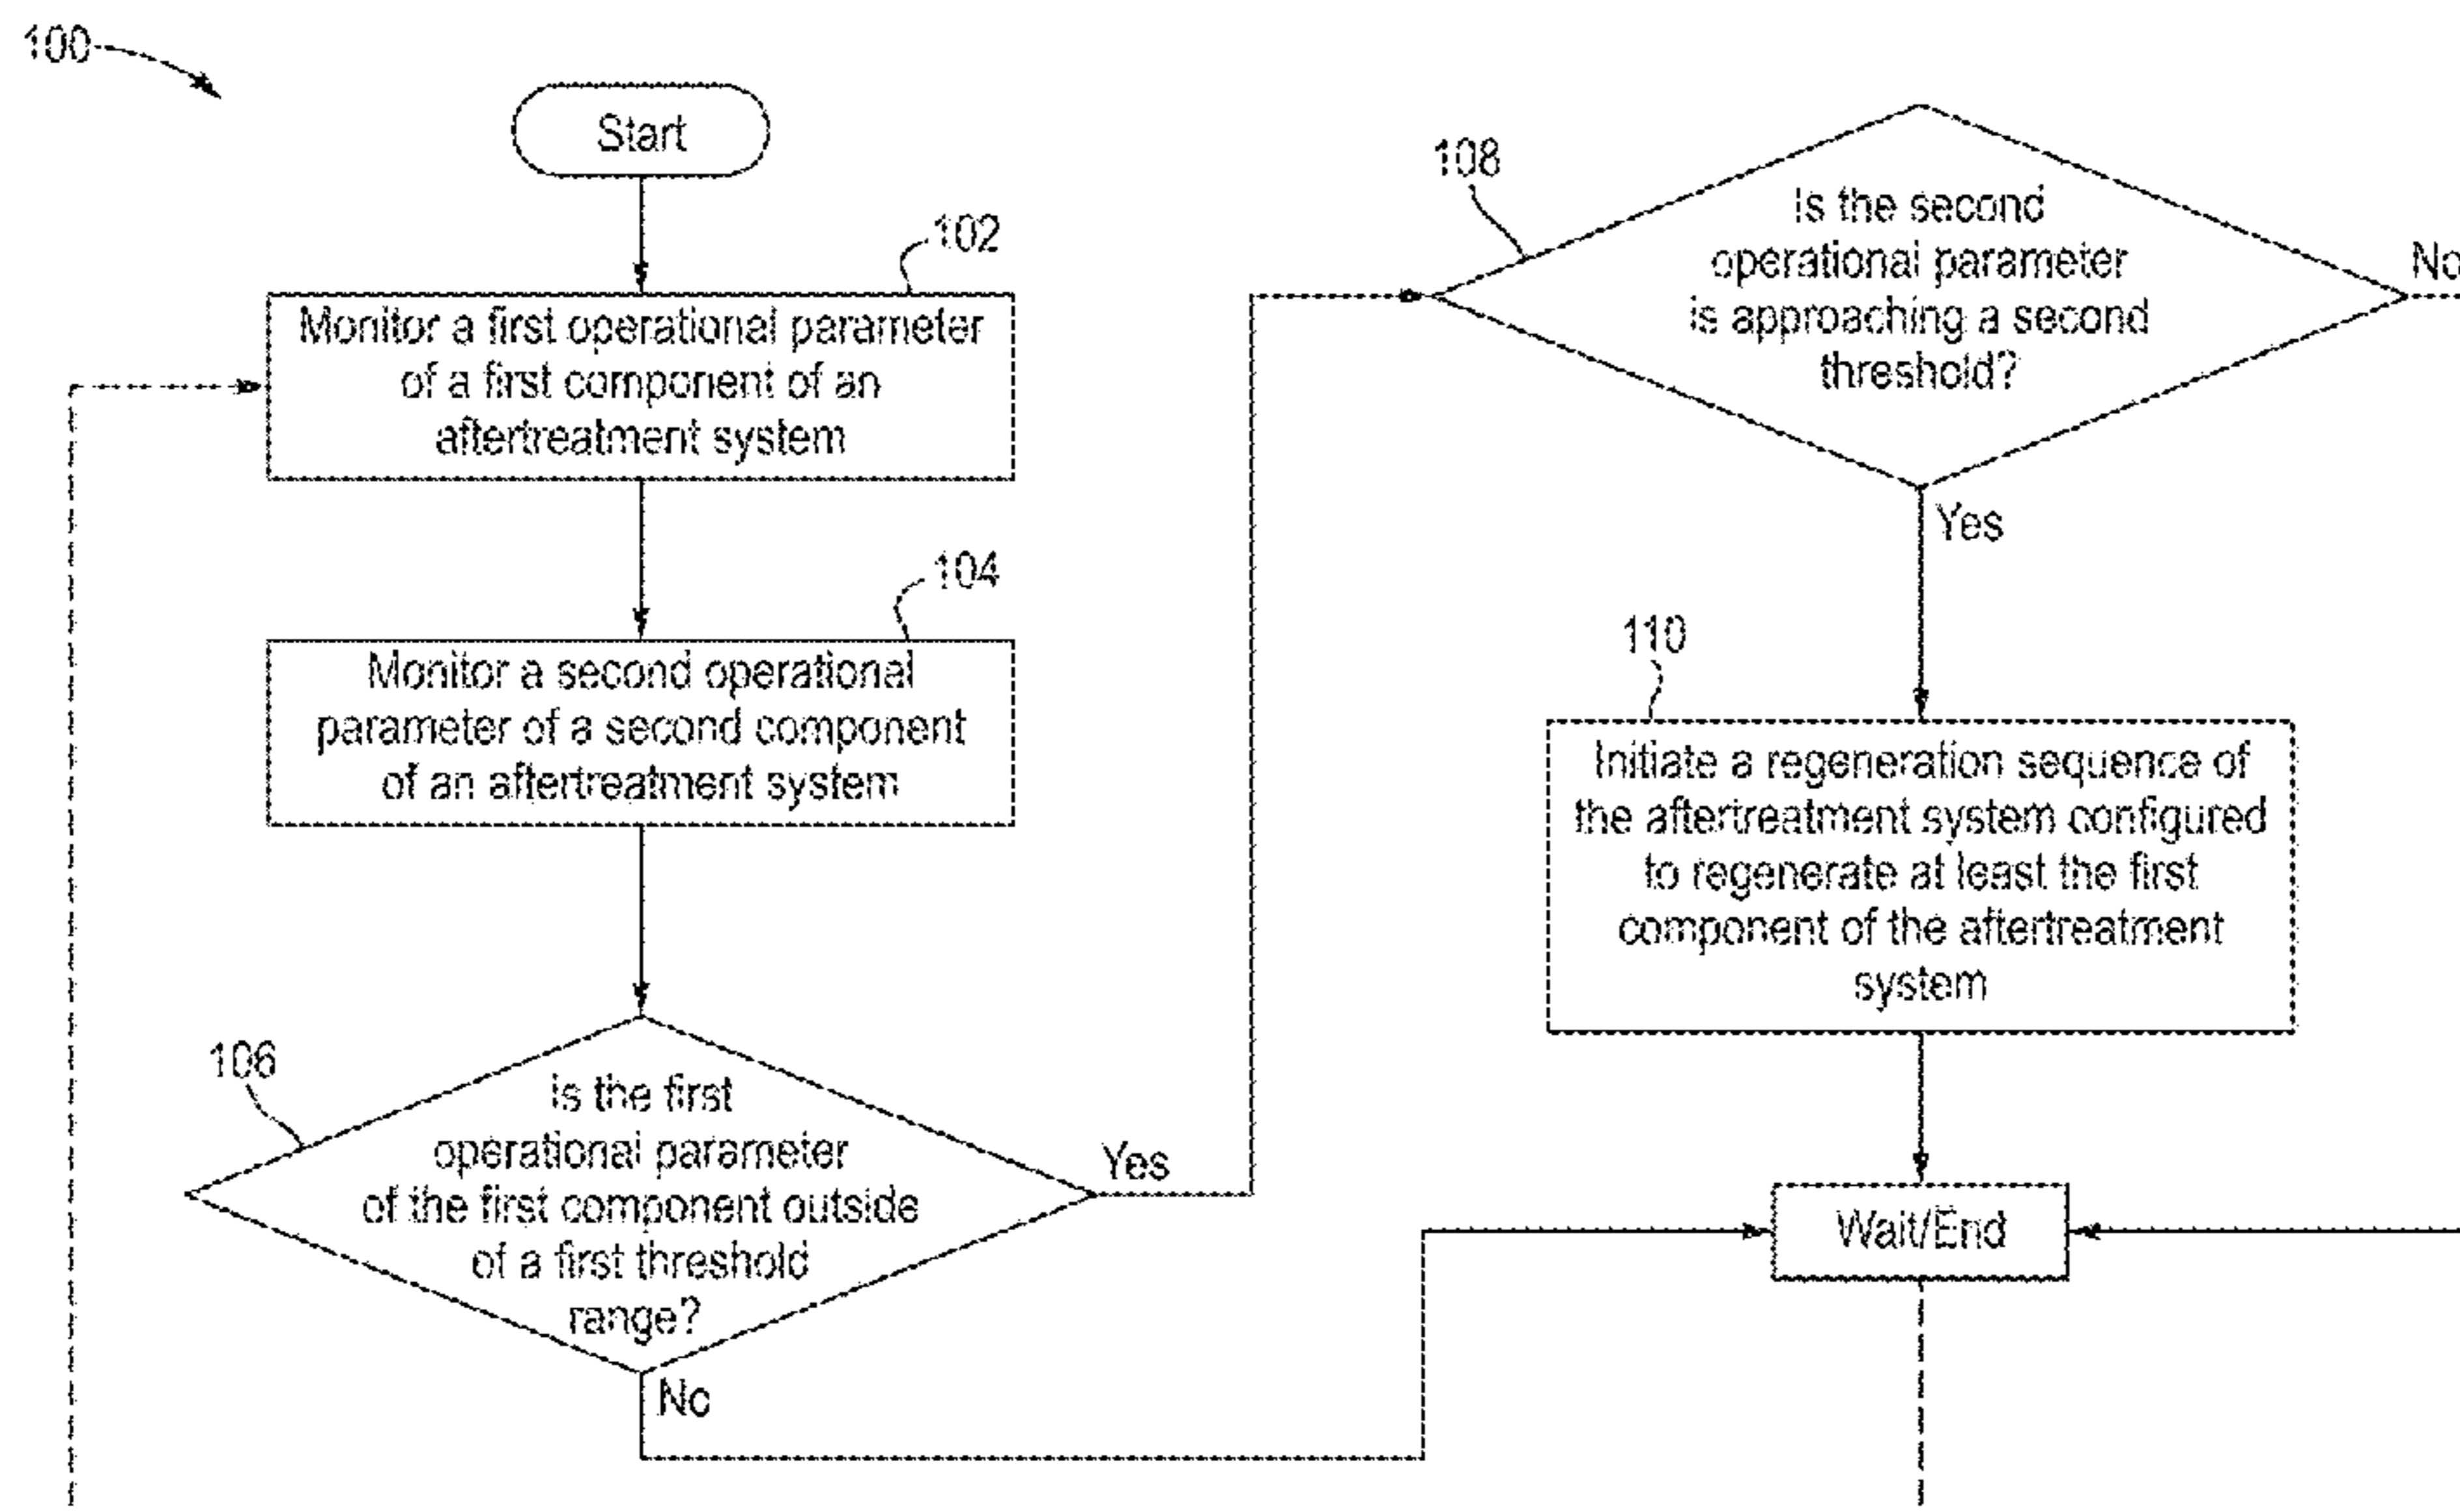 100
Start
102
Monitor a first operational parameter
of a first component of an
aftertreatment system
104
Monitor a second operational
parameter of a second component
of an aftertreatment system
106
is the first
operational parameter
of the first component outside
of a first threshold
range?
Yes
No
108
Is the second
operational parameter
is approaching a second
threshold?
No
Yes
110
Initiate a regeneration sequence of
the aftertreatment system configured
to regenerate at least the first
component of the aftertreatment
system
Wait/End